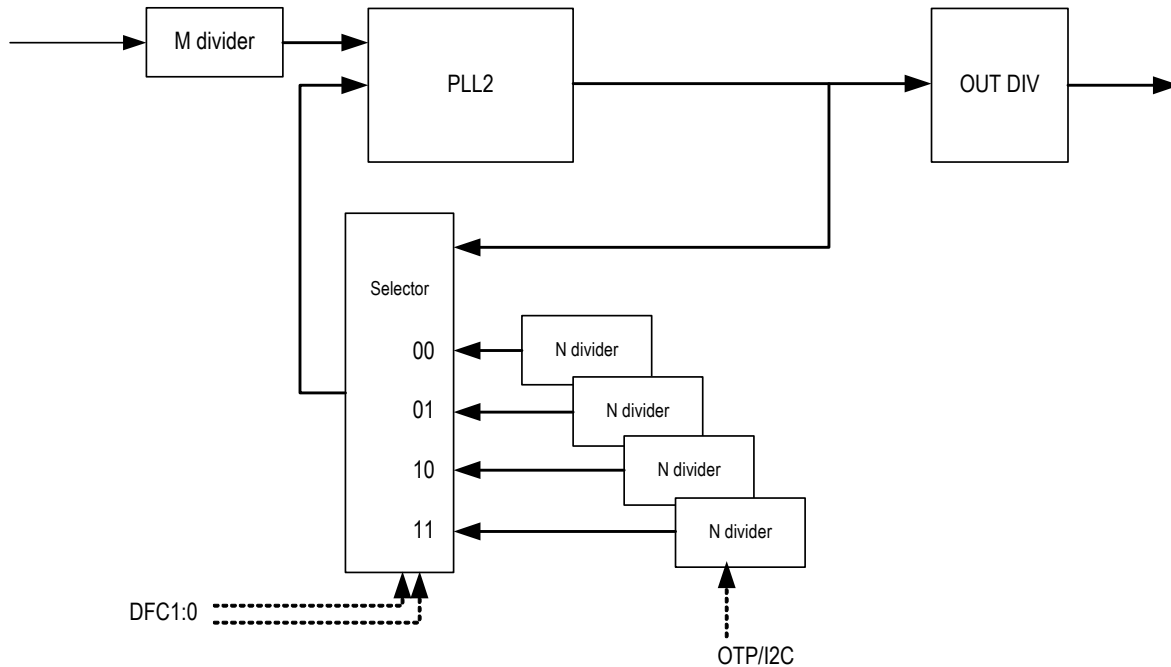 M divider
PLL2
OUT DIV
Selector
00
N divider
01
N divider
10
N divider
11
N divider
DFC1:0
OTP/I2C